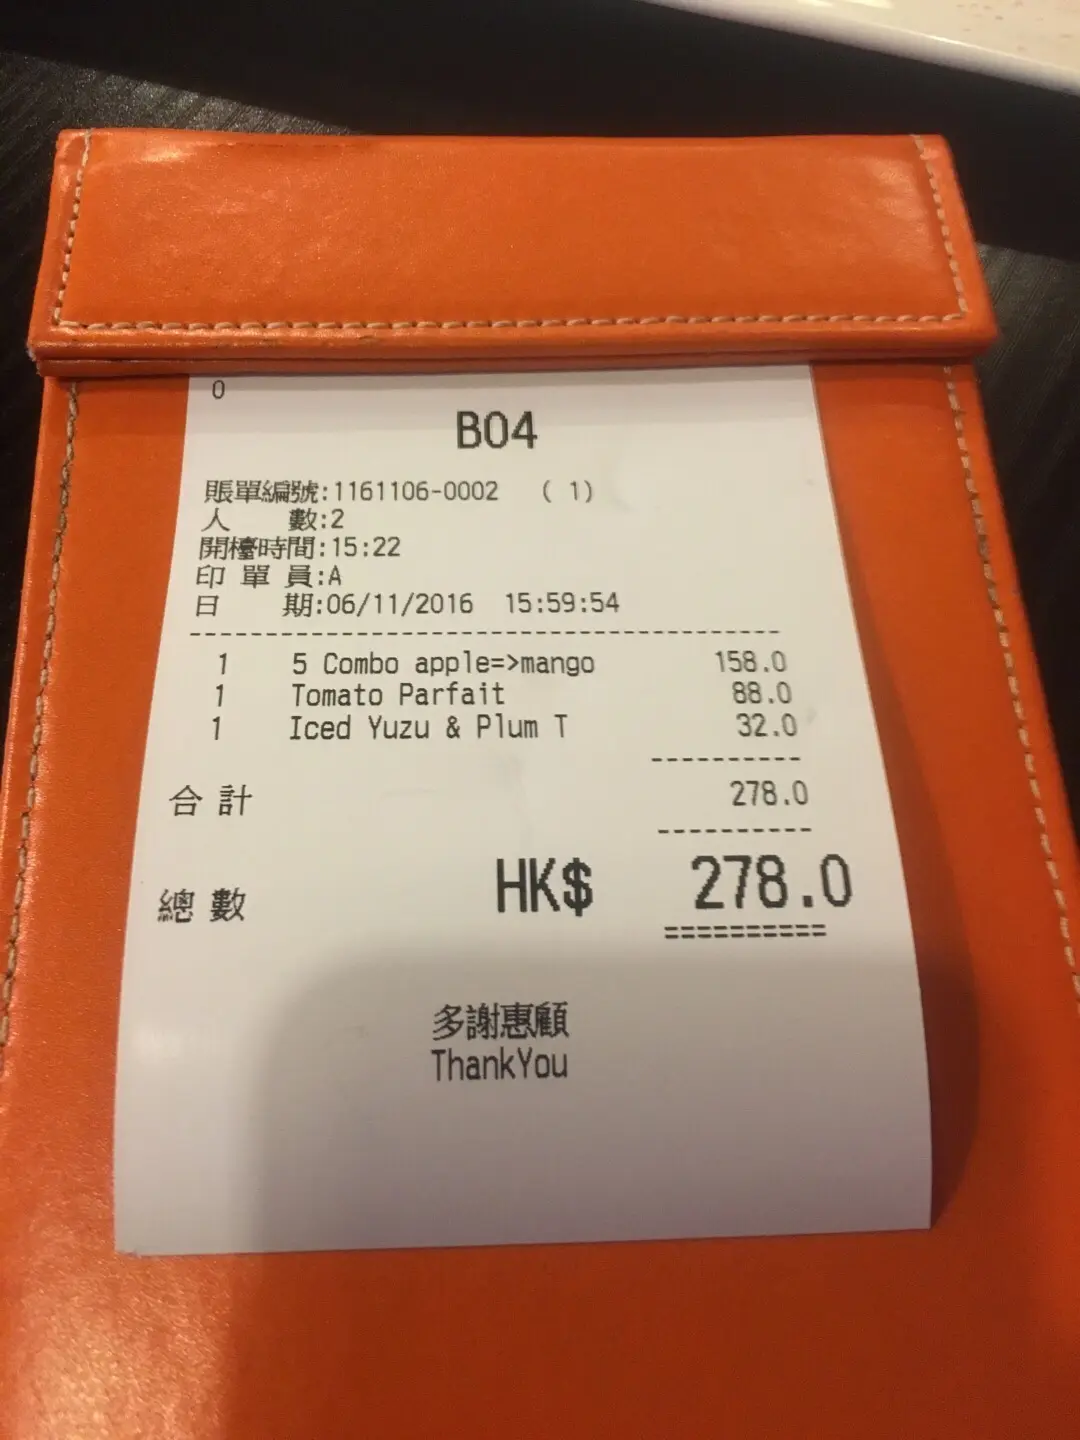 0
B04
賬單編號:1161106-0002 ( 1)
人 數:2
開檯時間:15:22
印 單 員:A
日 期:06/11/2016 15:59:54
1 5 Combo apple=>mango 158.0
1 Tomato Parfait 88.0
1 Iced Yuzu & Plum T 32.0
合 計 278.0
總 數 HK$ 278.0
多謝惠顧
ThankYou